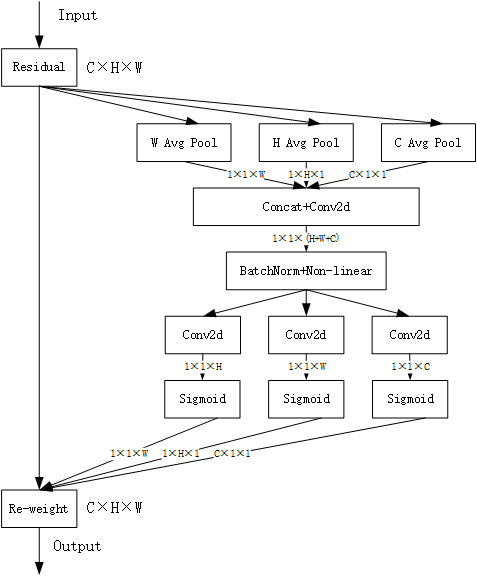 Input
Residual
C×H×W
W Avg Pool
H Avg Pool
C Avg Pool
1×1×W
1×H×1
C×1×1
Concat+Conv2d
1×1×(H+W+C)
BatchNorm+Non-linear
Conv2d
Conv2d
Conv2d
1×1×H
1×1×W
1×1×C
Sigmoid
Sigmoid
Sigmoid
1×1×W
1×H×1
C×1×1
Re-weight
C×H×W
Output